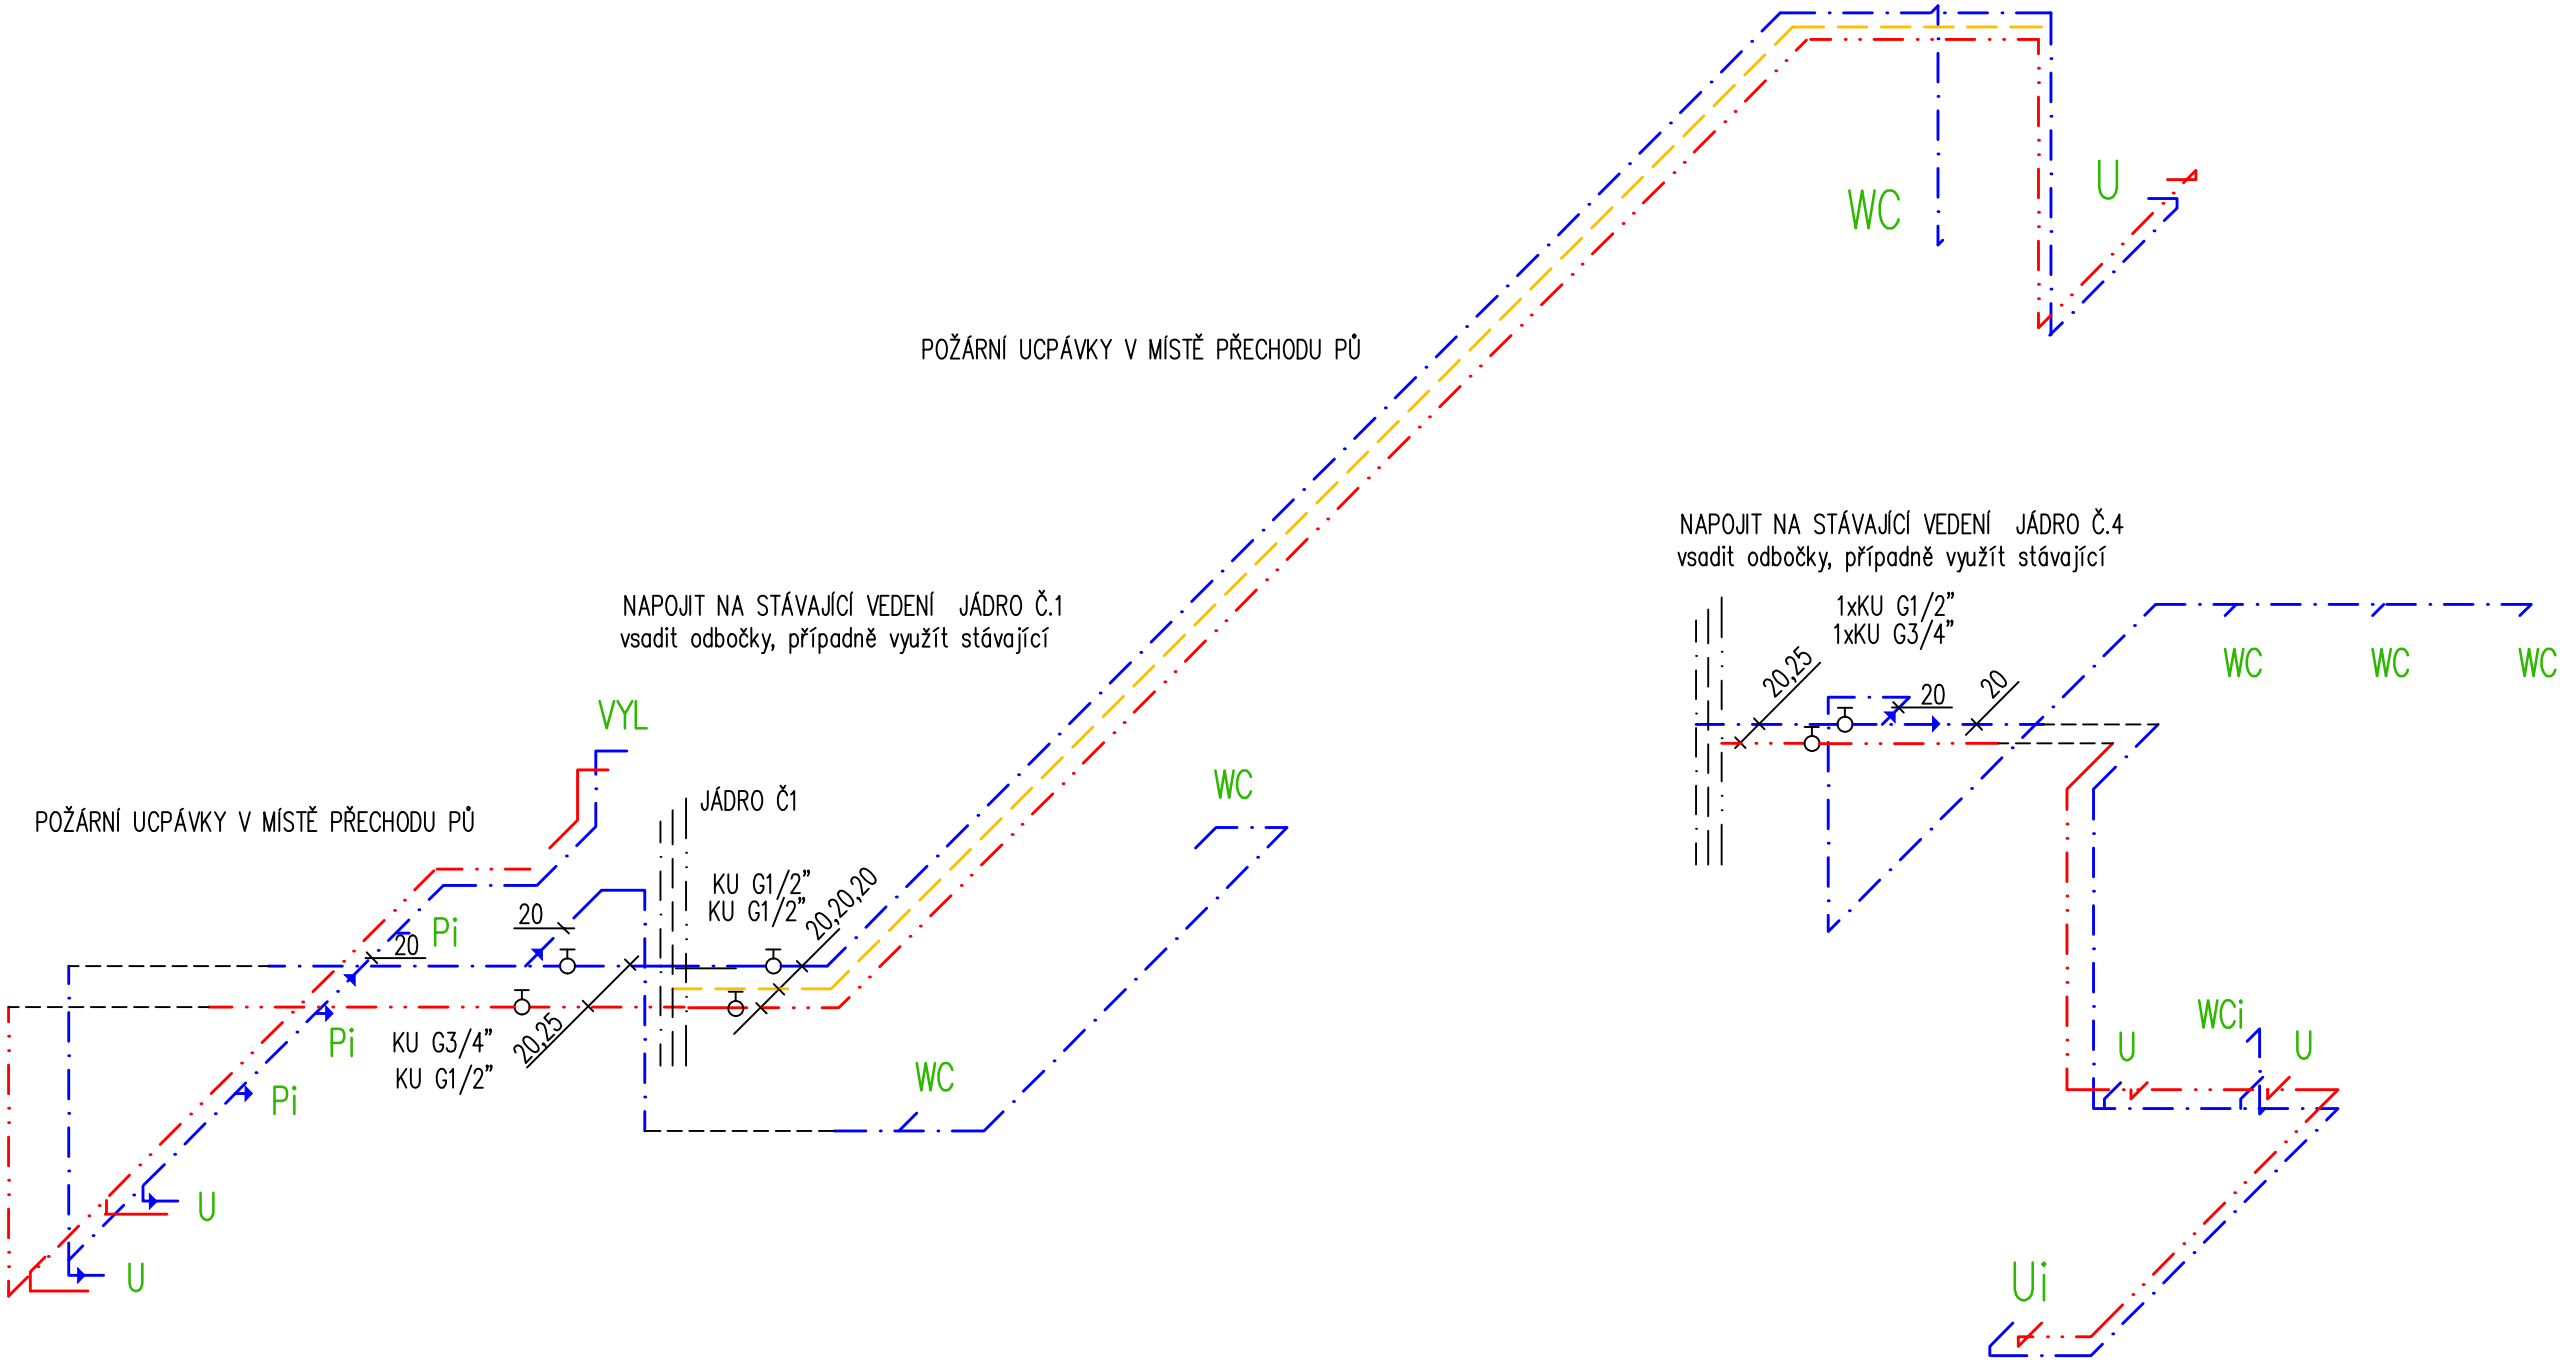 WC
U
POŽÁRNÍ UCPÁVKY V MÍSTĚ PŘECHODU PŮ
NAPOJIT NA STÁVAJÍCÍ VEDENÍ JÁDRO Č.4
vsadit odbočky, případně využít stávající
1xKU G1/2"
1xKU G3/4"
20,25
20
20
WC
WC
WC
NAPOJIT NA STÁVAJÍCÍ VEDENÍ JÁDRO Č.1
vsadit odbočky, případně využít stávající
VYL
POŽÁRNÍ UCPÁVKY V MÍSTĚ PŘECHODU PŮ
JÁDRO Č1
WC
KU G1/2"
KU G1/2"
20,20,20
20
Pi
20
Pi
KU G3/4"
KU G1/2"
20,25
Pi
WC
U
U
WCi
U
U
Ui